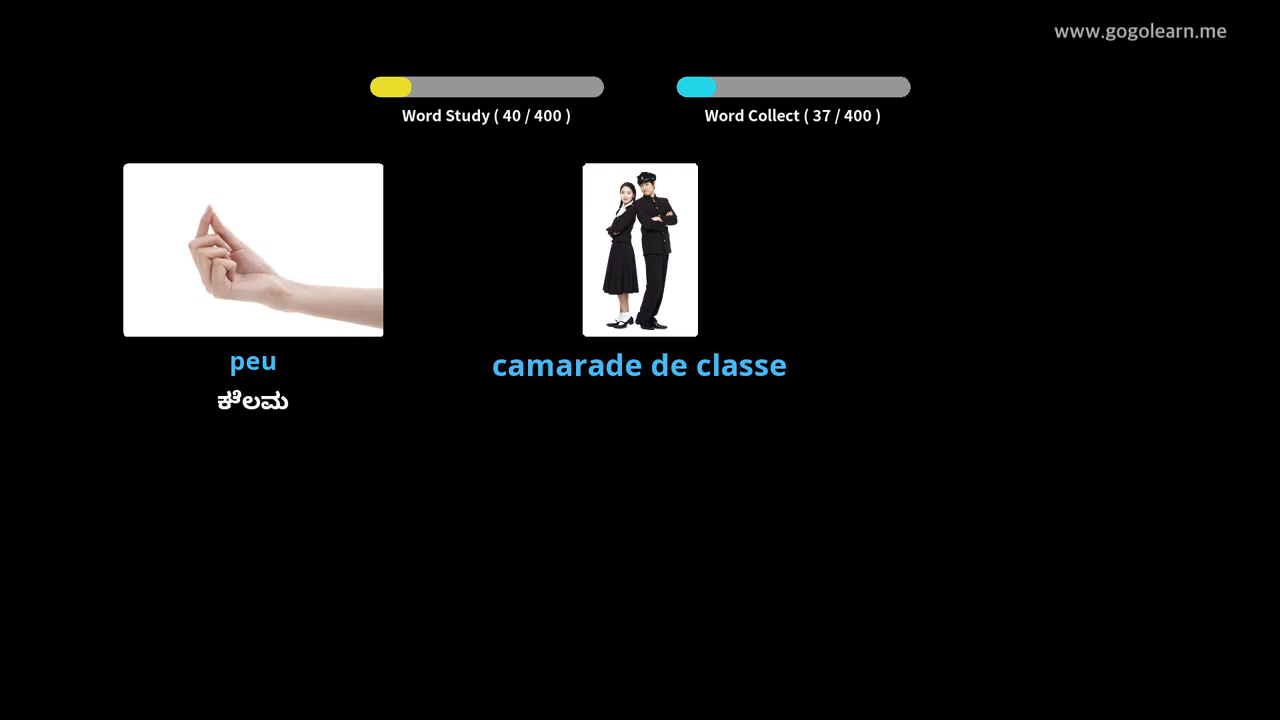 www.gogolearn.me
Word Study ( 40 / 400 )
Word Collect ( 37 / 400 )
peu
ಕೆಲವು
camarade de classe